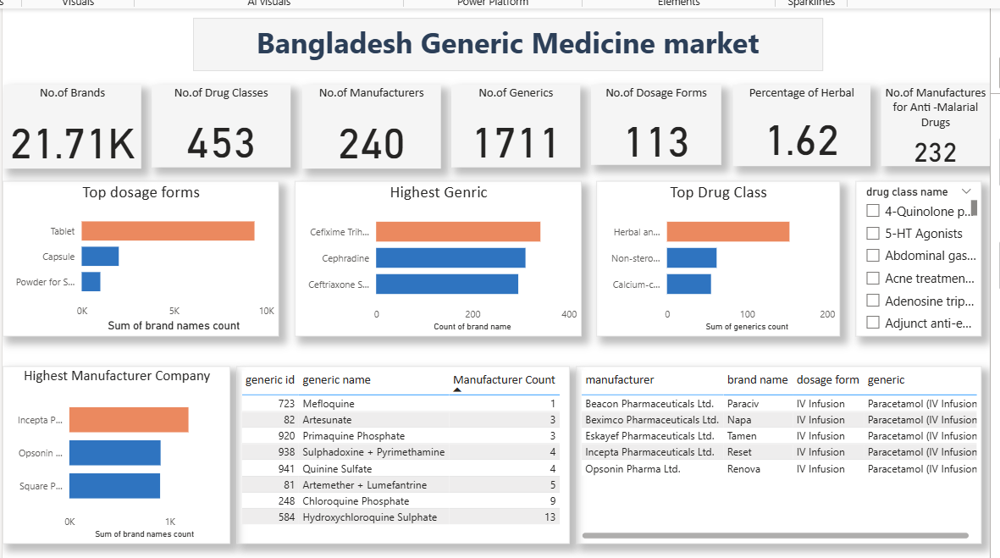 Visuals AI visuals Power Platform Elements Sparklines
Bangladesh Generic Medicine market
No.of Brands
21.71K
No.of Drug Classes
453
No.of Manufacturers
240
No.of Generics
1711
No.of Dosage Forms
113
Percentage of Herbal
1.62
No.of Manufactures
for Anti -Malarial
Drugs
232
Top dosage forms
Tablet
Capsule
Powder for S...
0K 5K 10K
Sum of brand names count
Highest Genric
Cefixime Trih...
Cephradine
Ceftriaxone S...
0 200 400
Count of brand name
Top Drug Class
Herbal an...
Non-stero...
Calcium-c...
0 100 200
Sum of generics count
drug class name
4-Quinolone p...
5-HT Agonists
Abdominal gas...
Acne treatmen...
Adenosine trip...
Adjunct anti-e...
Highest Manufacturer Company
Incepta P...
Opsonin ...
Square P...
0K 1K
Sum of brand names count
generic id generic name Manufacturer Count
723 Mefloquine 1
82 Artesunate 3
920 Primaquine Phosphate 3
938 Sulphadoxine + Pyrimethamine 4
941 Quinine Sulfate 4
81 Artemether + Lumefantrine 5
248 Chloroquine Phosphate 9
584 Hydroxychloroquine Sulphate 13
manufacturer brand name dosage form generic
Beacon Pharmaceuticals Ltd. Paraciv IV Infusion Paracetamol (IV Infusion
Beximco Pharmaceuticals Ltd. Napa IV Infusion Paracetamol (IV Infusion
Eskayef Pharmaceuticals Ltd. Tamen IV Infusion Paracetamol (IV Infusion
Incepta Pharmaceuticals Ltd. Reset IV Infusion Paracetamol (IV Infusion
Opsonin Pharma Ltd. Renova IV Infusion Paracetamol (IV Infusion